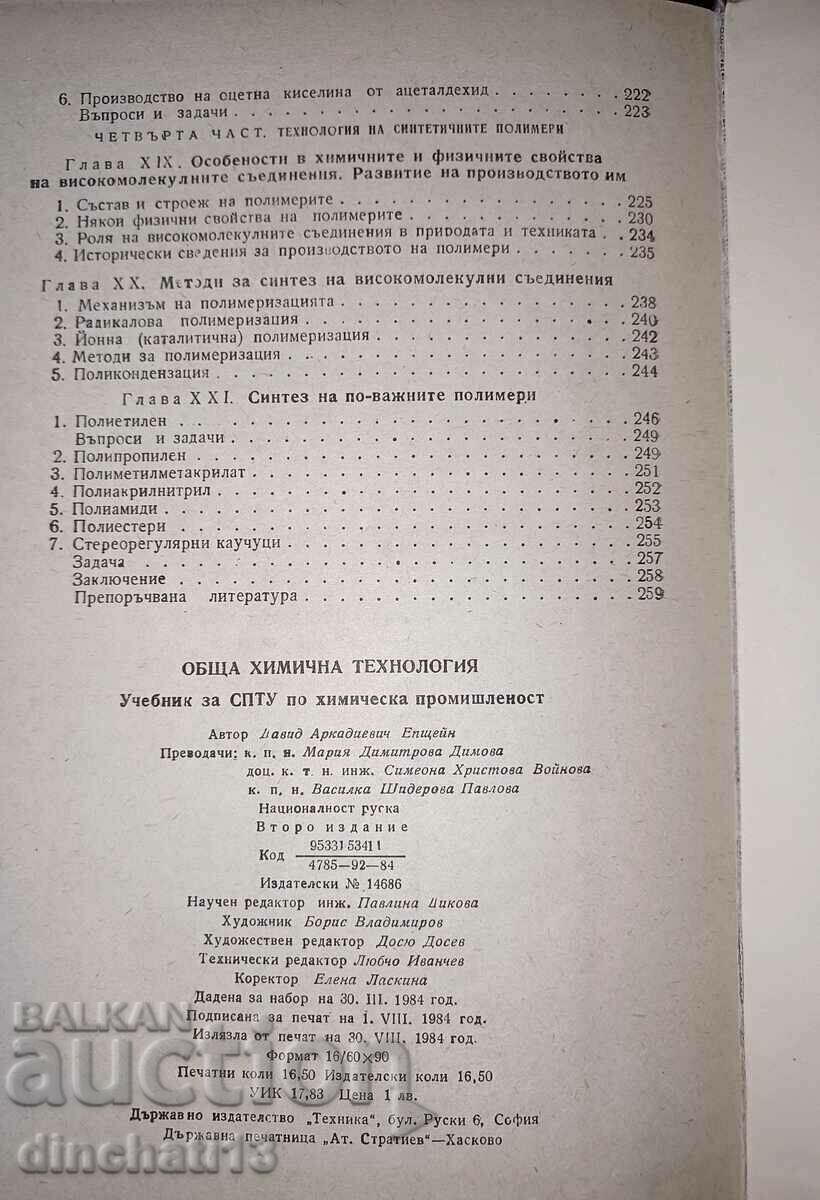 6. Производство на оцетна киселина от ацеталдехид . . . . . . . . 222
Въпроси и задачи . . . . . . . . . . . . . . . . . . . . 223
ЧЕТВЪРТА ЧАСТ. ТЕХНОЛОГИЯ НА СИНТЕТИЧНИТЕ ПОЛИМЕРИ
Глава XIX. Особености в химичните и физичните свойства
на високомолекулните съединения. Развитие на производството им
1. Състав и строеж на полимерите . . . . . . . . . . . . . . . 225
2. Някои физични свойства на полимерите . . . . . . . . . . . 230
3. Роля на високомолекулните съединения в природата и техниката . . 234
4. Исторически сведения за производството на полимери . . . . . . 235
Глава XX. Методи за синтез на високомолекулни съединения
1. Механизъм на полимеризацията . . . . . . . . . . . . . . . 238
2. Радикалова полимеризация . . . . . . . . . . . . . . . . . 240
3. Йонна (каталитична) полимеризация . . . . . . . . . . . . . 242
4. Методи за полимеризация . . . . . . . . . . . . . . . . . . 243
5. Поликондензация . . . . . . . . . . . . . . . . . . . . . . 244
Глава XXI. Синтез на по-важните полимери
1. Полиетилен . . . . . . . . . . . . . . . . . . . . . . . . 246
Въпроси и задачи . . . . . . . . . . . . . . . . . . . . . 249
2. Полипропилен . . . . . . . . . . . . . . . . . . . . . . . 249
3. Полиметилметакрилат . . . . . . . . . . . . . . . . . . . . 251
4. Полиакрилнитрил . . . . . . . . . . . . . . . . . . . . . . 252
5. Полиамиди . . . . . . . . . . . . . . . . . . . . . . . . . 253
6. Полиестери . . . . . . . . . . . . . . . . . . . . . . . . 254
7. Стереорегулярни каучуци . . . . . . . . . . . . . . . . . . 255
Задача . . . . . . . . . . . . . . . . . . . . . . . . . . 257
Заключение . . . . . . . . . . . . . . . . . . . . . . . . 258
Препоръчвана литература . . . . . . . . . . . . . . . . . . 259
ОБЩА ХИМИЧНА ТЕХНОЛОГИЯ
Учебник за СПТУ по химическа промишленост
Автор Давид Аркадиевич Епщейн
Преводачи: к. п. н. Мария Димитрова Димова
доц. к. т. н. инж. Симеона Христова Войнова
к. п. н. Василка Шидерова Павлова
Националност руска
Второ издание
Код 9533153411
4785—92—84
Издателски № 14686
Научен редактор инж. Павлина
Художник Борис Владимиров
Художествен редактор Досю Досев
Технически редактор Любчо Иванчев
Коректор Елена Ласкина
Дадена за набор на 30. III. 1984 год.
Подписана за печат на 1. VIII. 1984 год.
Излязла от печат на 30. VIII. 1984 год.
Формат 16/60×90
Печатни коли 16,50 Издателски коли 16,50
УИК 17,83 Цена 1 лв.
Държавно издателство „Техника“, бул. Руски 6, София
Държавна печатница „Ат. Стратиев“—Хасково
BALKAN
auction
dinchati13